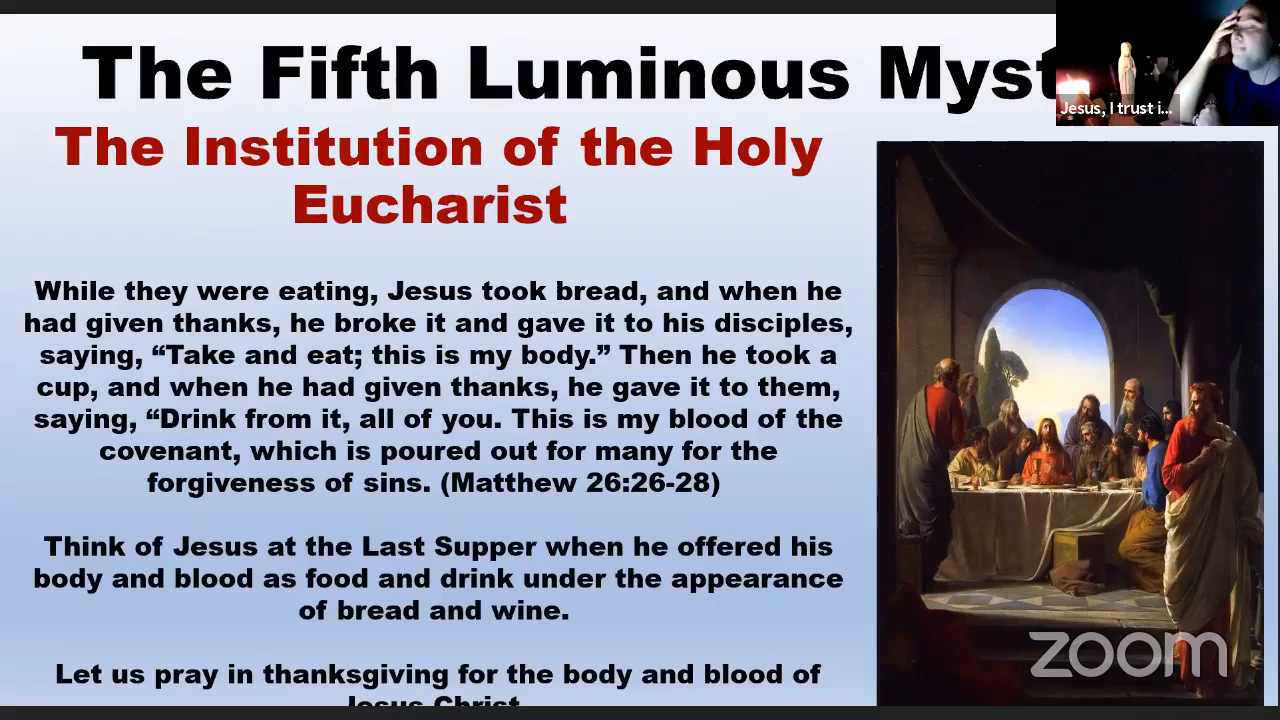 The Fifth Luminous Myst
The Institution of the Holy
Eucharist
While they were eating, Jesus took bread, and when he
had given thanks, he broke it and gave it to his disciples,
saying, “Take and eat; this is my body.” Then he took a
cup, and when he had given thanks, he gave it to them,
saying, “Drink from it, all of you. This is my blood of the
covenant, which is poured out for many for the
forgiveness of sins. (Matthew 26:26-28)
Think of Jesus at the Last Supper when he offered his
body and blood as food and drink under the appearance
of bread and wine.
Let us pray in thanksgiving for the body and blood of
Jesus Christ
Jesus, I trust i...
zoom